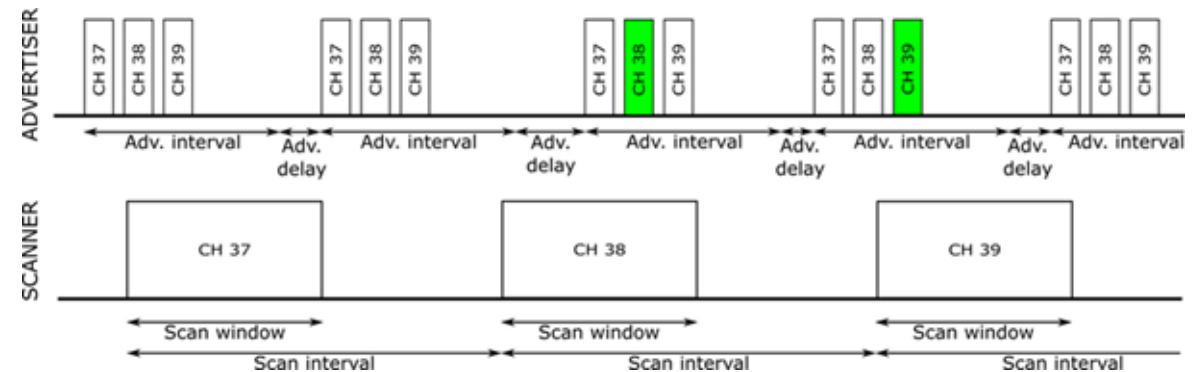 ADVERTISER
CH 37 CH 38 CH 39 CH 37 CH 38 CH 39 CH 37 CH 38 CH 39 CH 37 CH 38 CH 39 CH 37 CH 38 CH 39
Adv. interval Adv. delay Adv. interval Adv. delay Adv. interval Adv. delay Adv. interval Adv. delay Adv. interval
SCANNER
CH 37 CH 38 CH 39
Scan window Scan window Scan window
Scan interval Scan interval Scan interval